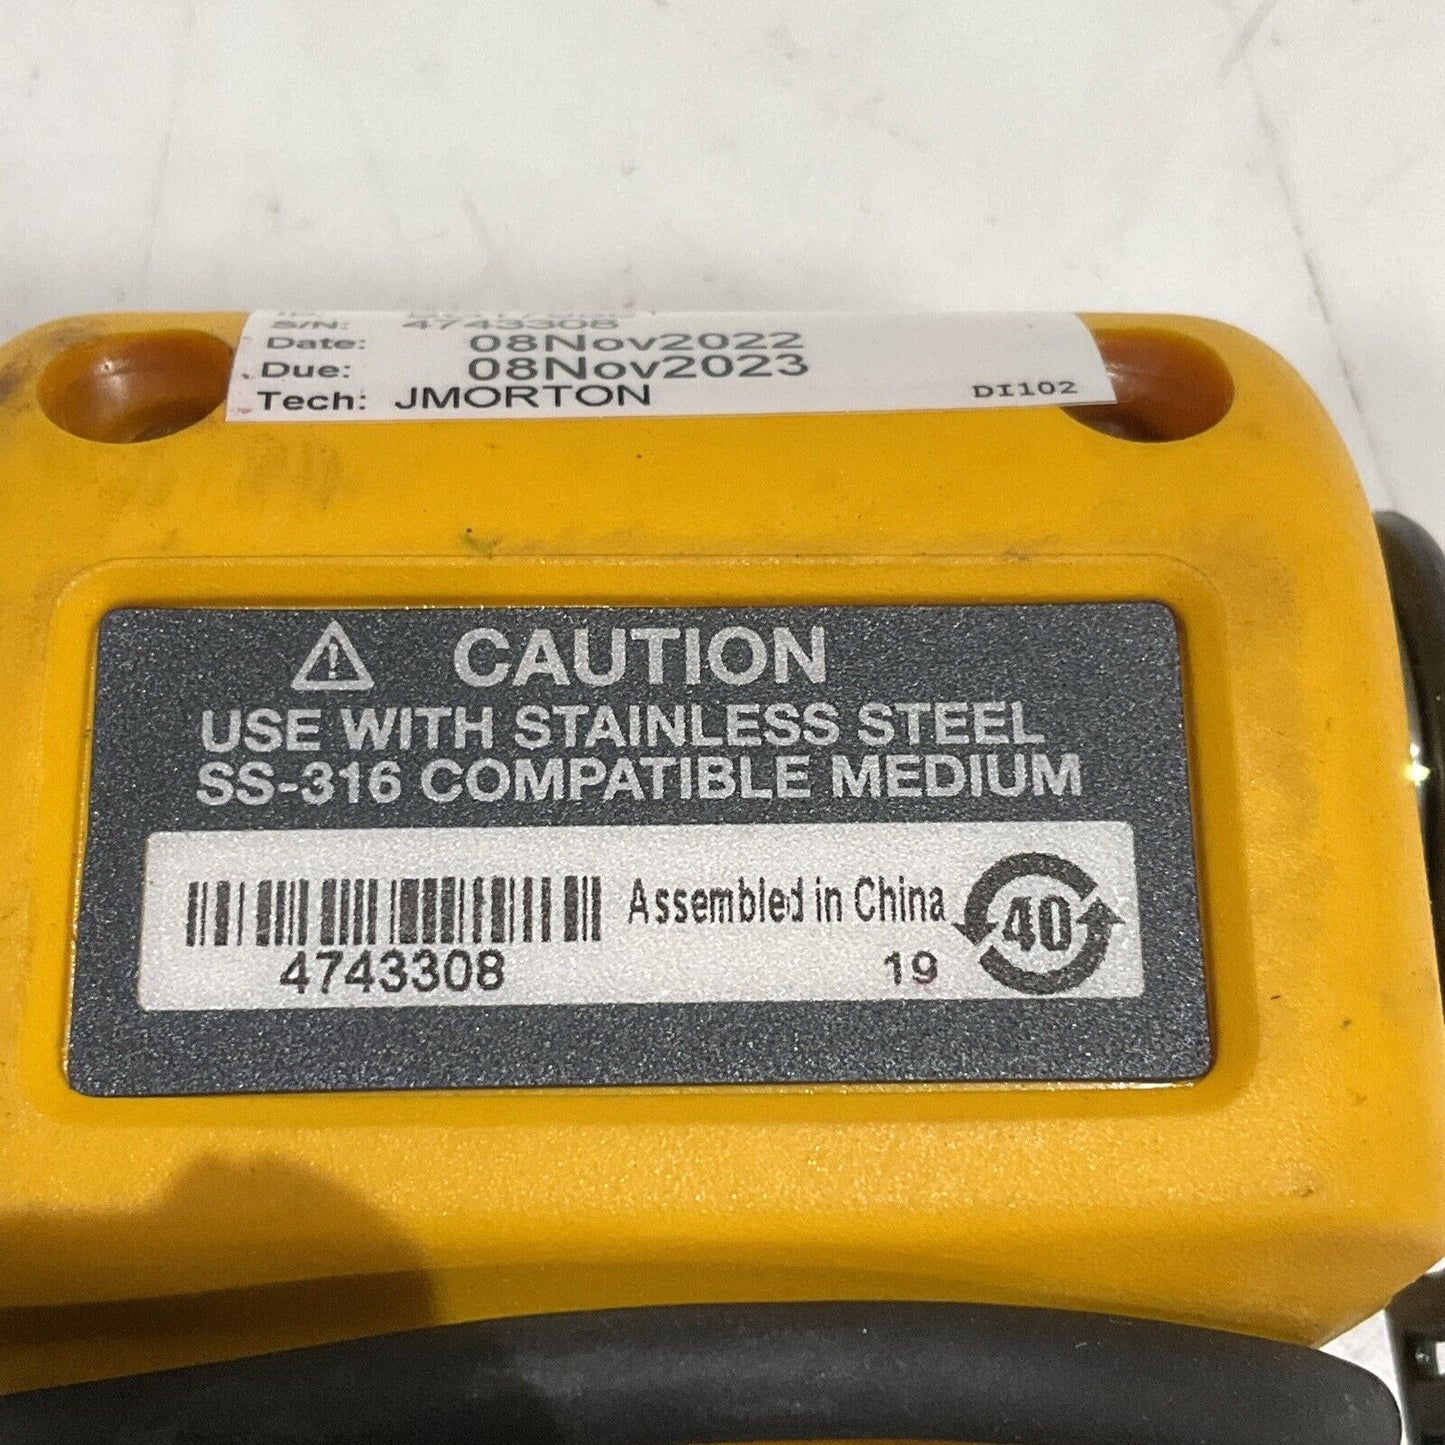 S/N: 4743308
Date: 08Nov2022
Due: 08Nov2023
Tech: JMORTON DI102
CAUTION
USE WITH STAINLESS STEEL
SS-316 COMPATIBLE MEDIUM
Assembled in China
40
4743308 19